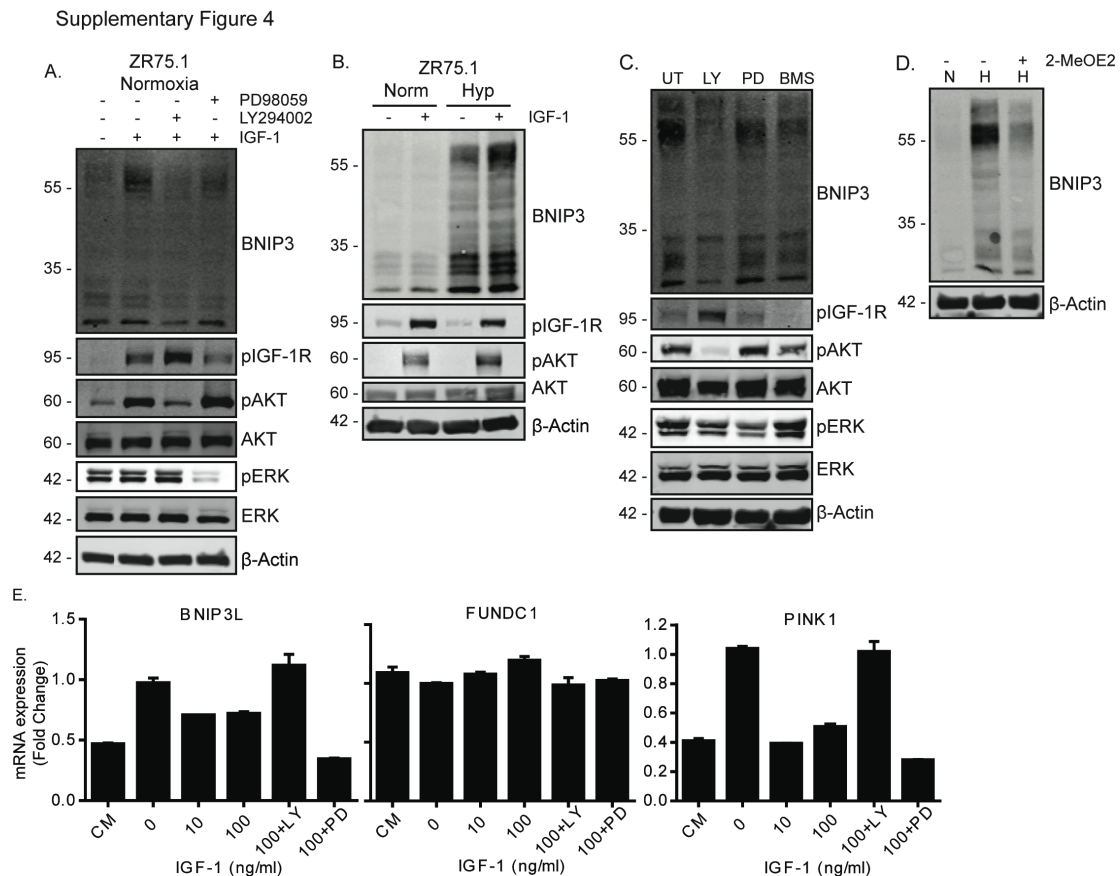 Supplementary Figure 4
A.
ZR75.1
Normoxia
- - - + PD98059
- - + - LY294002
- + + + IGF-1
55 -
BNIP3
35 -
95 - pIGF-1R
60 - pAKT
60 - AKT
42 - pERK
42 - ERK
42 - β-Actin
B.
ZR75.1
Norm Hyp
- + - + IGF-1
55 -
BNIP3
35 -
95 - pIGF-1R
60 - pAKT
60 - AKT
42 - β-Actin
C.
UT LY PD BMS
55 -
BNIP3
35 -
95 - pIGF-1R
60 - pAKT
60 - AKT
42 - pERK
42 - ERK
42 - β-Actin
D.
- - + 2-MeOE2
N H H
55 -
BNIP3
35 -
42 - β-Actin
E.
BNIP3L
mRNA expression
(Fold Change)
1.5
1.0
0.5
0.0
CM 0 10 100 100+LY 100+PD
IGF-1 (ng/ml)
FUNDC1
CM 0 10 100 100+LY 100+PD
IGF-1 (ng/ml)
PINK1
1.2
1.0
0.8
0.6
0.4
0.2
0.0
CM 0 10 100 100+LY 100+PD
IGF-1 (ng/ml)